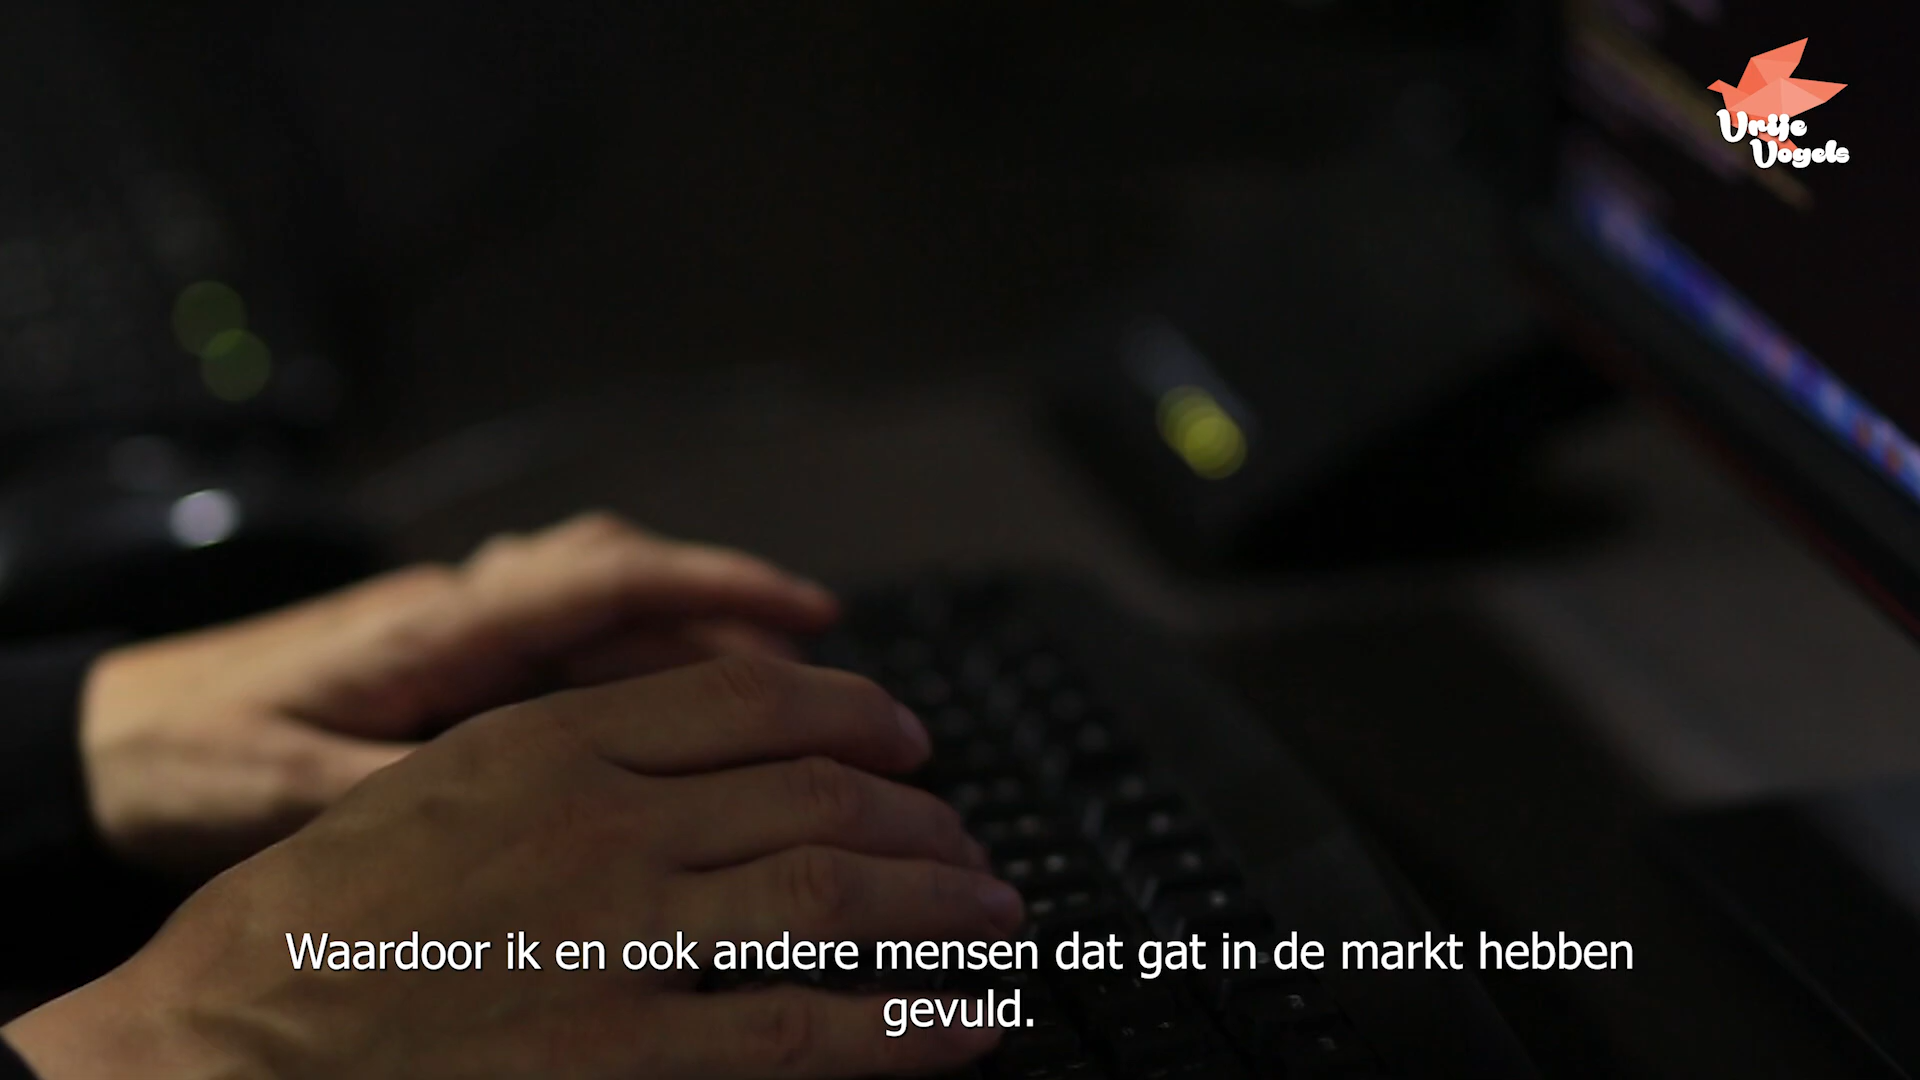 Vrije
Vogels
Waardoor ik en ook andere mensen dat gat in de markt hebben
gevuld.